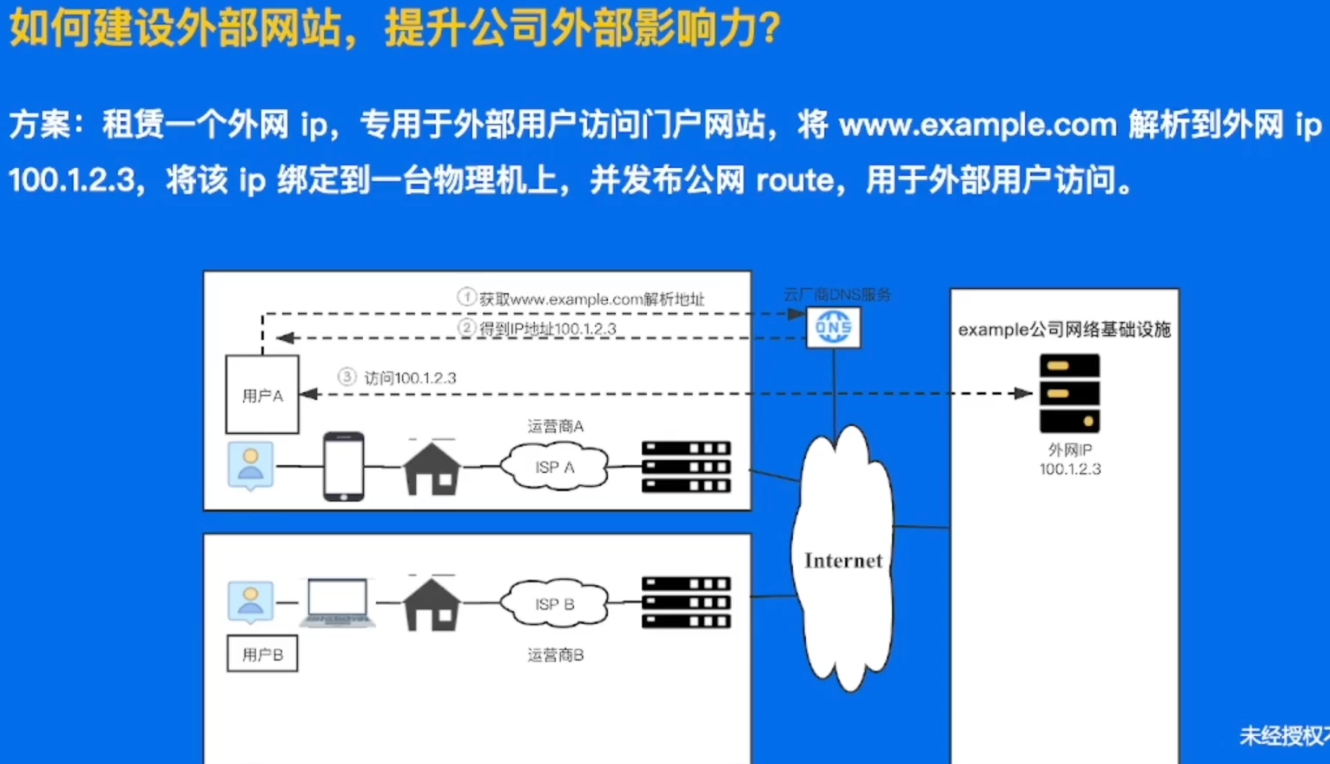 如何建设外部网站，提升公司外部影响力？
方案：租赁一个外网 ip，专用于外部用户访问门户网站，将 www.example.com 解析到外网 ip
100.1.2.3，将该 ip 绑定到一台物理机上，并发布公网 route，用于外部用户访问。
①获取www.example.com解析地址
云厂商DNS服务
②得到IP地址100.1.2.3
DNS
example公司网络基础设施
③ 访问100.1.2.3
用户A
运营商A
ISP A
外网IP
100.1.2.3
Internet
ISP B
用户B
运营商B
未经授权